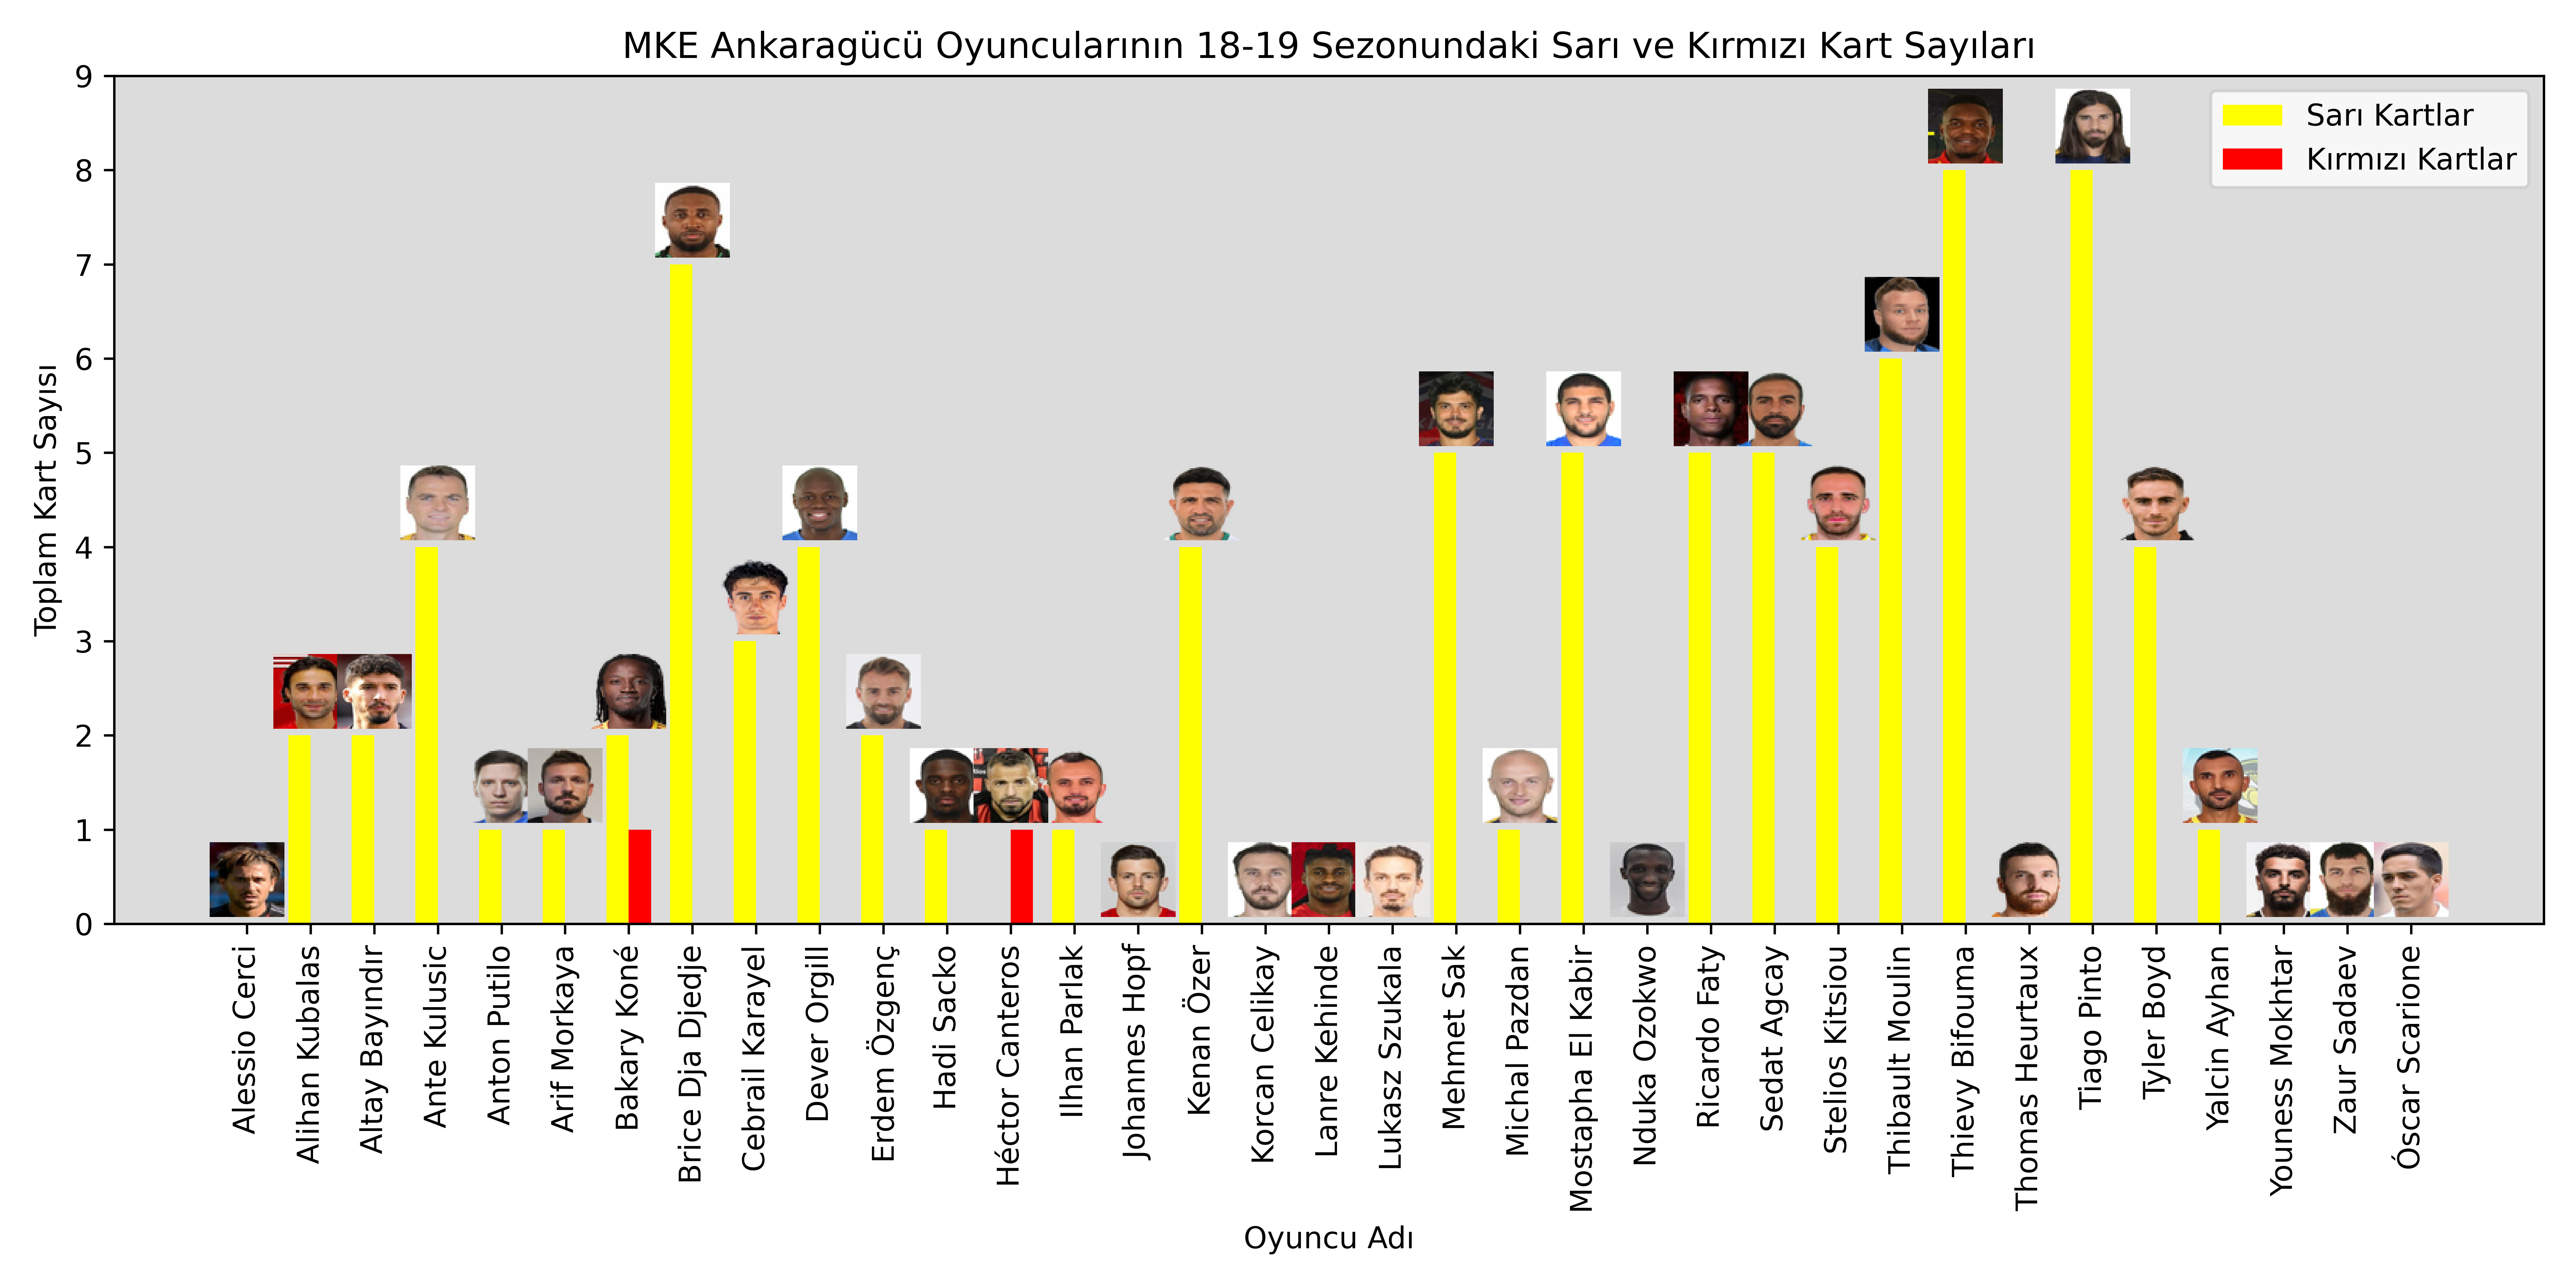 MKE Ankaragücü Oyuncularının 18-19 Sezonundaki Sarı ve Kırmızı Kart Sayıları
Sarı Kartlar
Kırmızı Kartlar
Toplam Kart Sayısı
9
8
7
6
5
4
3
2
1
0
Alessio Cerci
Alihan Kubalas
Altay Bayındır
Ante Kulusic
Anton Putilo
Arif Morkaya
Bakary Koné
Brice Dja Djedje
Cebrail Karayel
Dever Orgill
Erdem Özgenç
Hadi Sacko
Héctor Canteros
Ilhan Parlak
Johannes Hopf
Kenan Özer
Korcan Celikay
Lanre Kehinde
Lukasz Szukala
Mehmet Sak
Michal Pazdan
Mostapha El Kabir
Nduka Ozokwo
Ricardo Faty
Sedat Agcay
Stelios Kitsiou
Thibault Moulin
Thievy Bifouma
Thomas Heurtaux
Tiago Pinto
Tyler Boyd
Yalcin Ayhan
Youness Mokhtar
Zaur Sadaev
Óscar Scarione
Oyuncu Adı